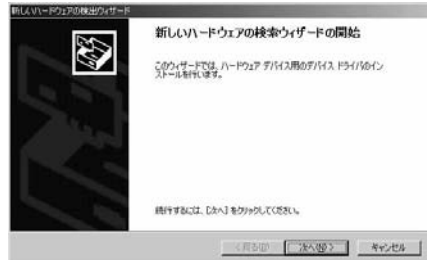 新しいハードウェアの検出ウィザード
新しいハードウェアの検索ウィザードの開始
このウィザードでは、ハードウェア デバイス用のデバイス ドライバのイン
ストールを行います。
続行するには、[次へ] をクリックしてください。
< 戻る(B)
次へ(N) >
キャンセル